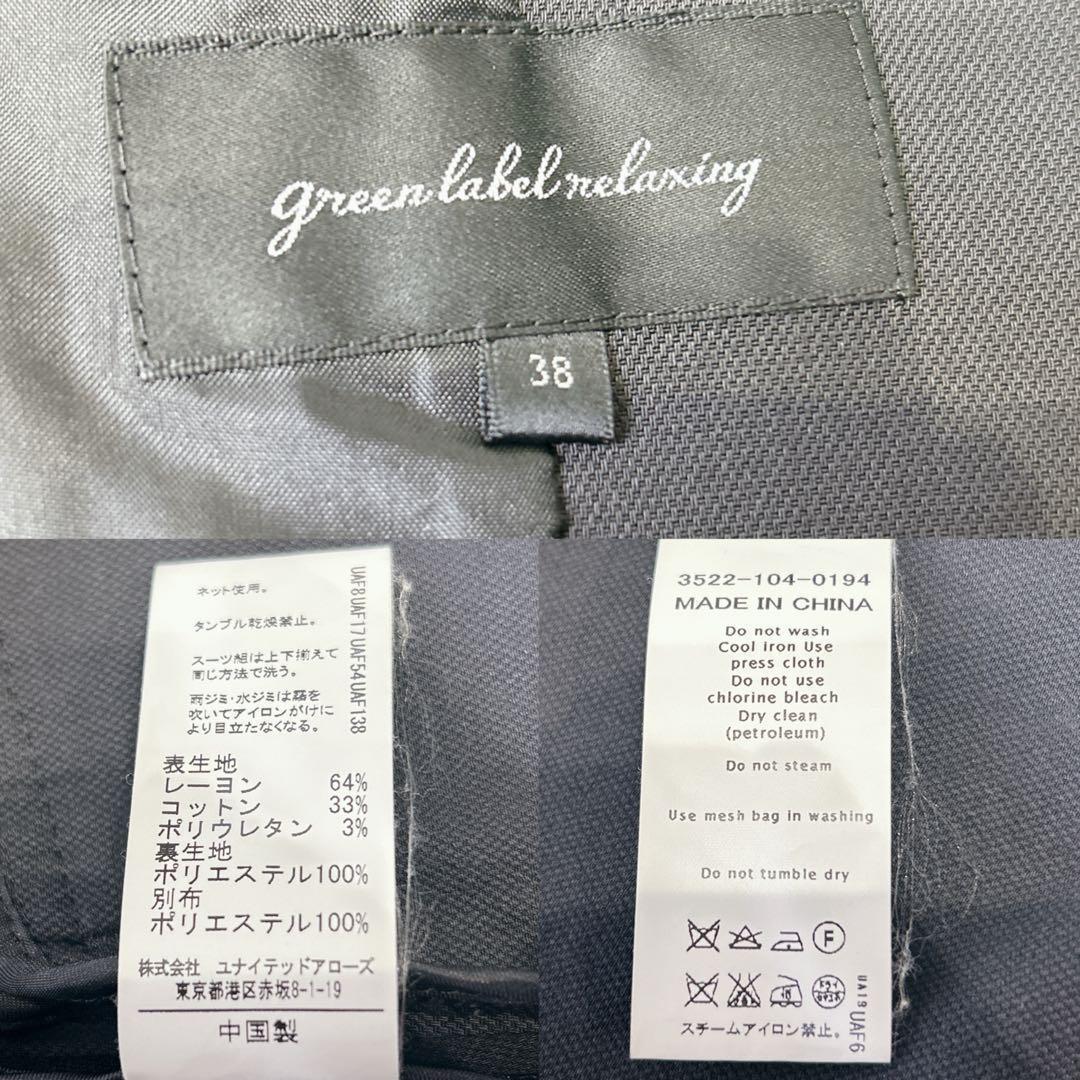 green label relaxing
38
ネット使用。
タンブル乾燥禁止。
スーツ組は上下揃えて
同じ方法で洗う。
雨ジミ・水ジミは霧を
吹いてアイロンがけに
より目立たなくなる。
UAF8UAF17UAF54UAF138
表生地
レーヨン 64%
コットン 33%
ポリウレタン 3%
裏生地
ポリエステル100%
別布
ポリエステル100%
株式会社 ユナイテッドアローズ
東京都港区赤坂8-1-19
中国製
3522-104-0194
MADE IN CHINA
Do not wash
Cool iron Use
press cloth
Do not use
chlorine bleach
Dry clean
(petroleum)
Do not steam
Use mesh bag in washing
Do not tumble dry
F
スチームアイロン禁止。
UA19UAF6